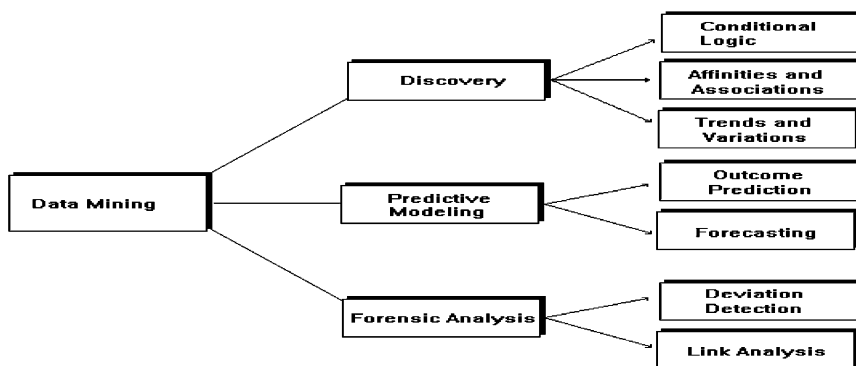 Data Mining
Discovery
Conditional
Logic
Affinities and
Associations
Trends and
Variations
Predictive
Modeling
Outcome
Prediction
Forecasting
Forensic Analysis
Deviation
Detection
Link Analysis